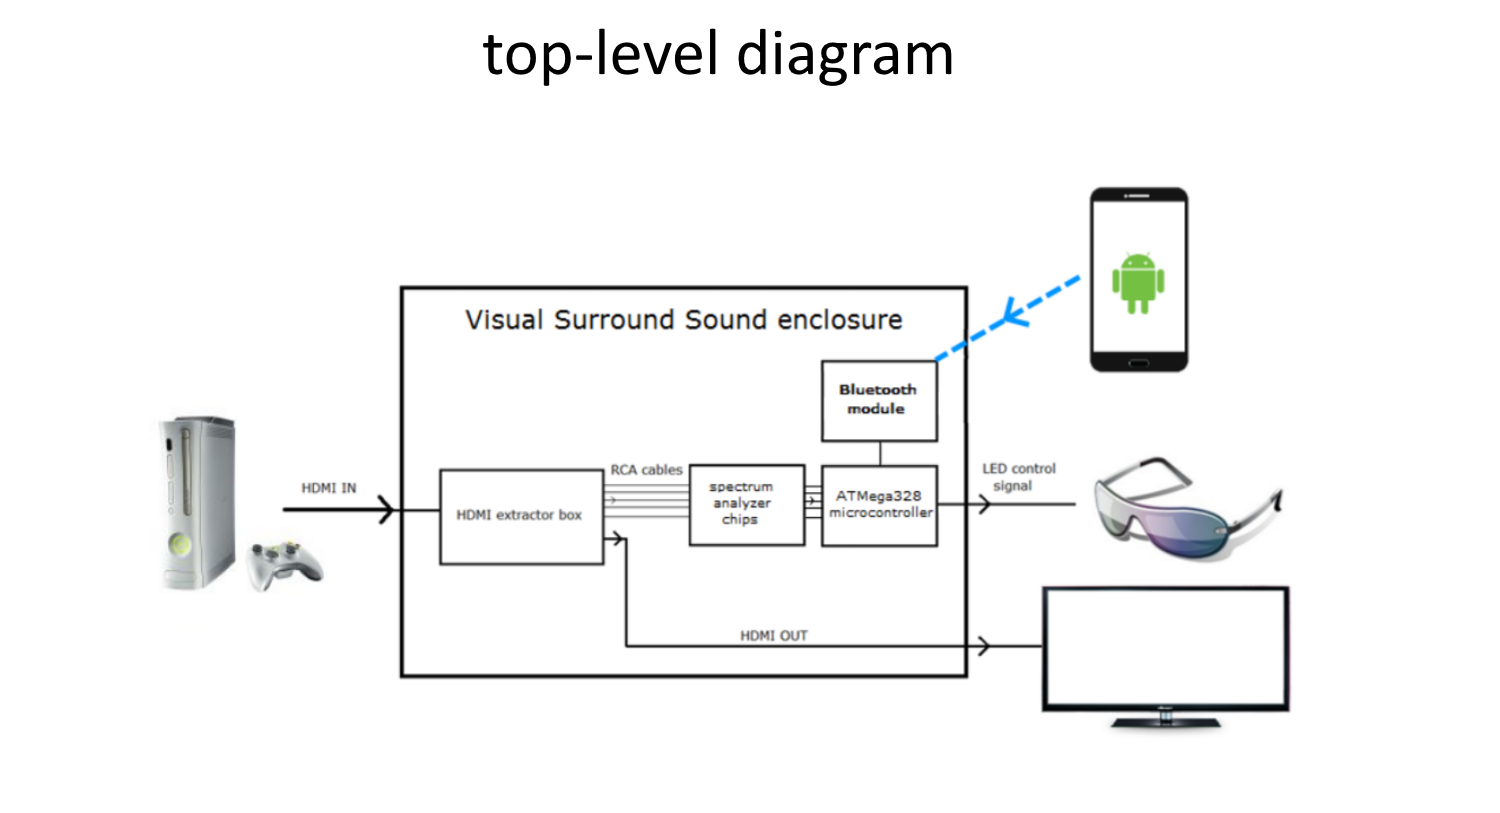 top-level diagram
Visual Surround Sound enclosure
Bluetooth
module
HDMI IN
HDMI extractor box
RCA cables
spectrum
analyzer
chips
ATMega328
microcontroller
LED control
signal
HDMI OUT